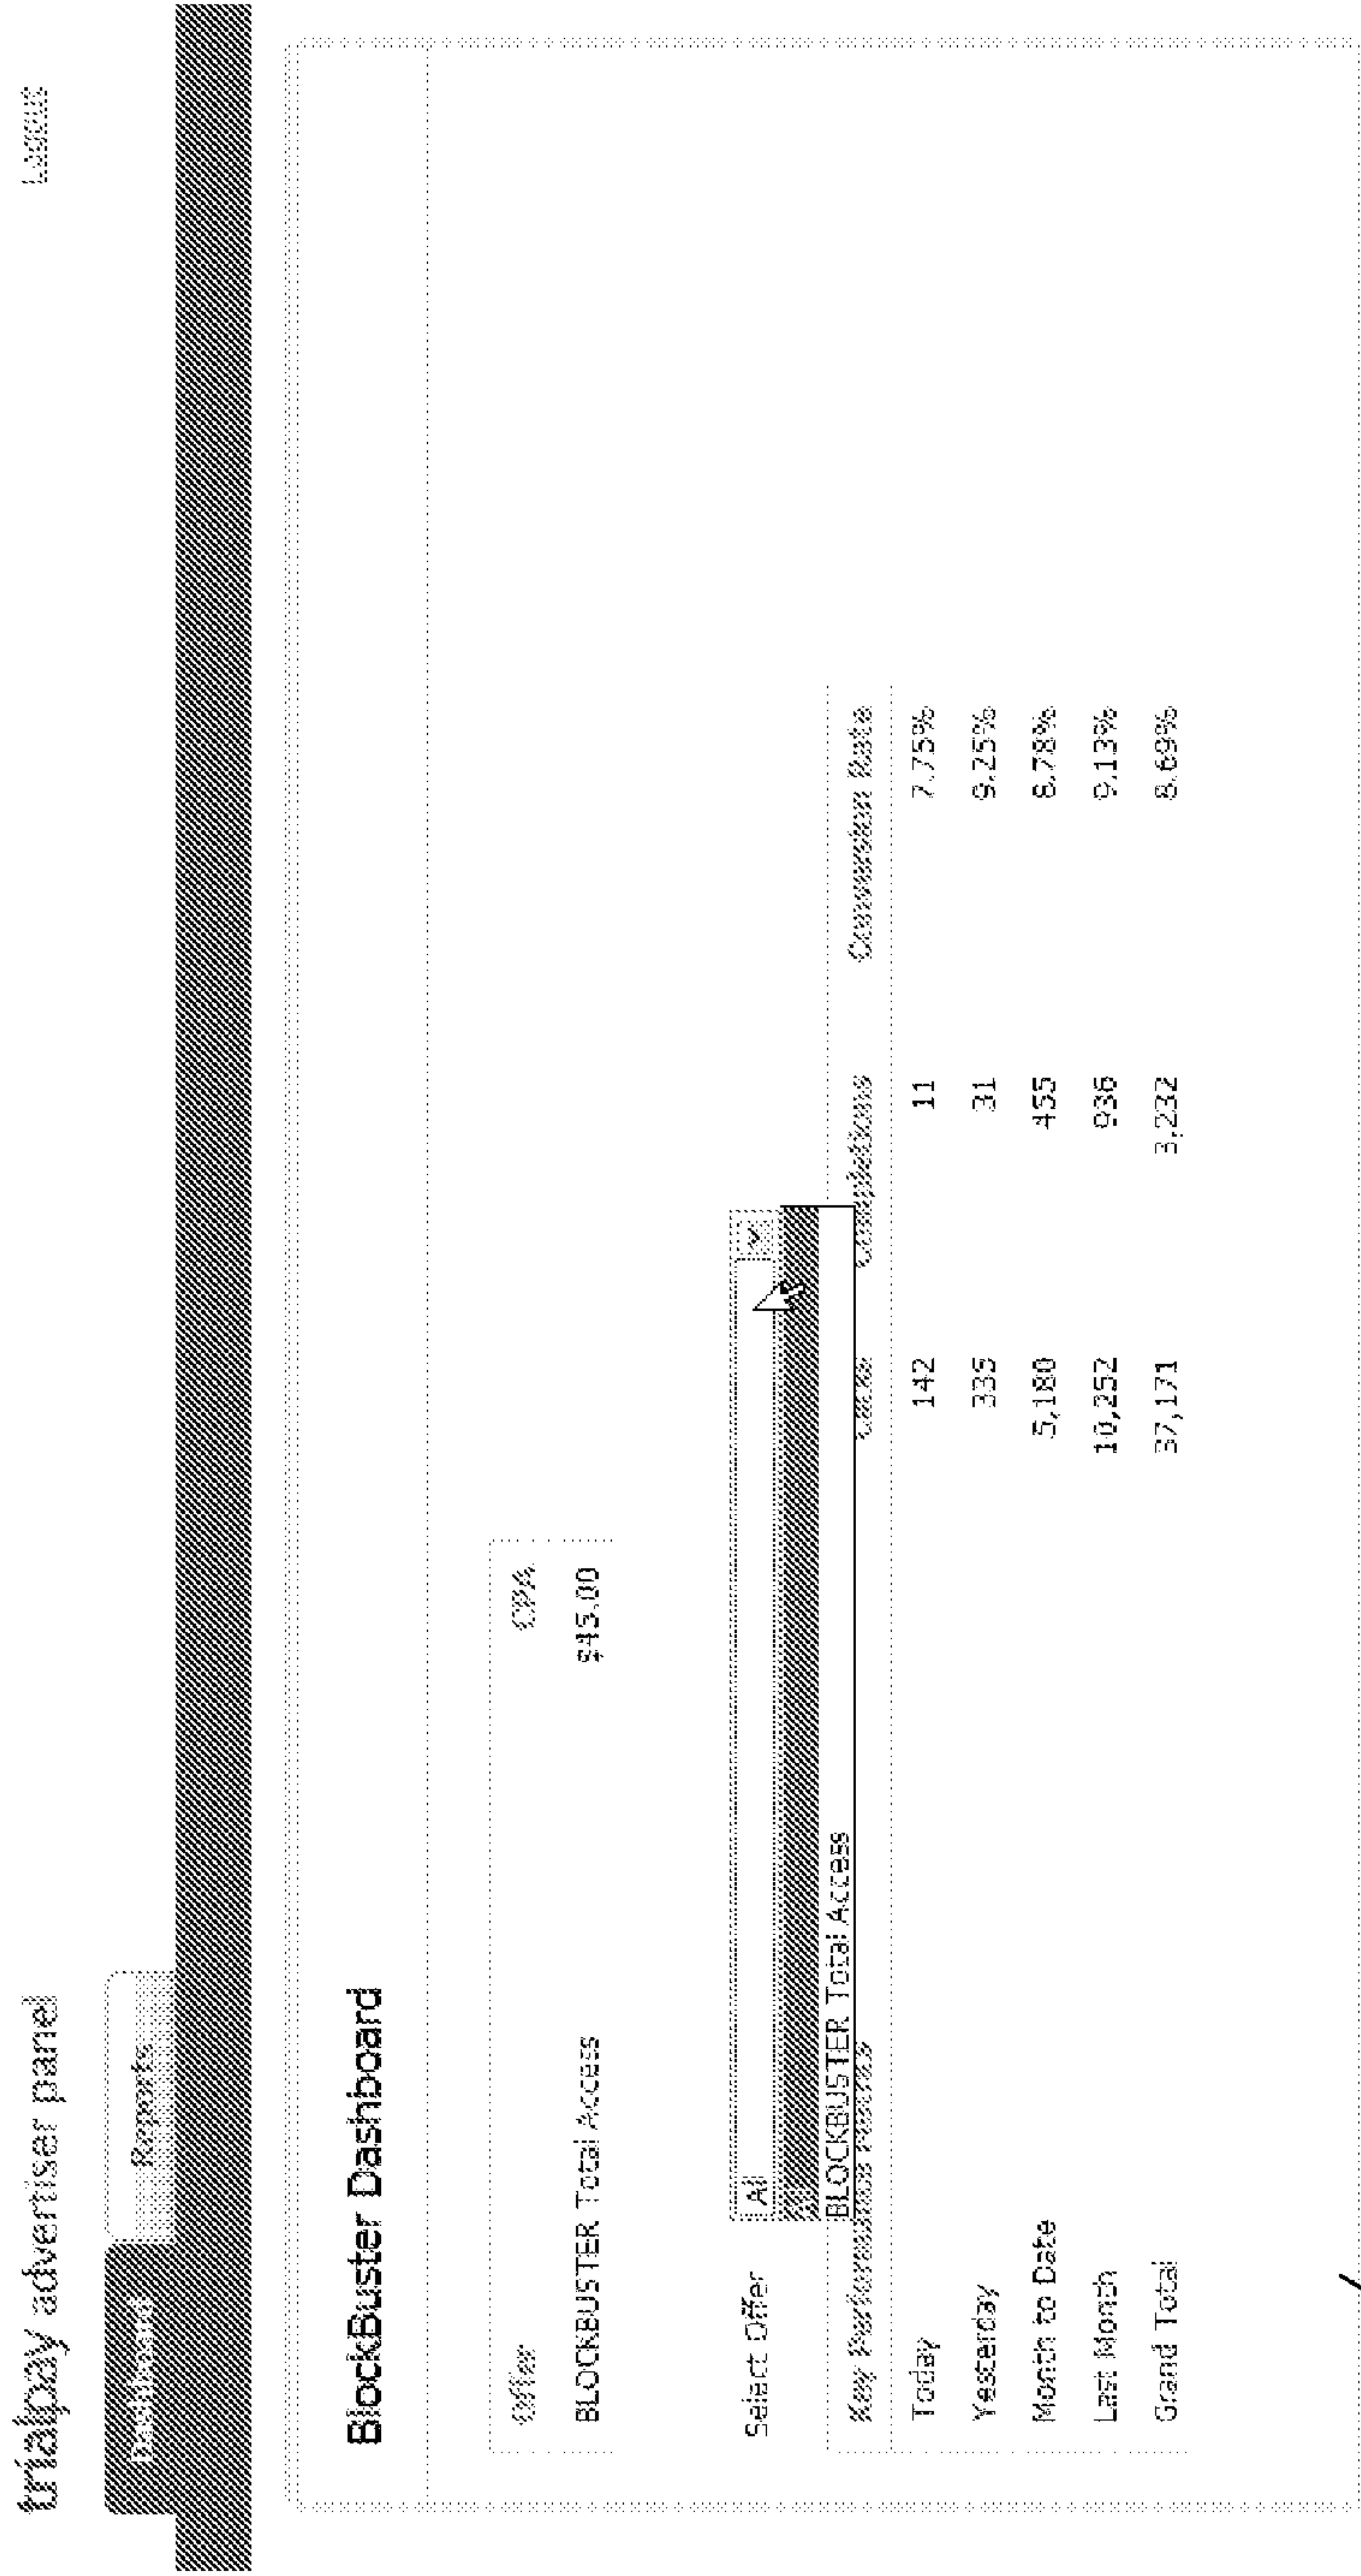 trialpay advertiser panel
Logout
Dashboard Reports
BlockBuster Dashboard
Offer CPA
BLOCKBUSTER Total Access $45.00
Select Offer All
BLOCKBUSTER Total Access
Key Performance Completions Conversion Rate
Today 142 11 7.75%
Yesterday 335 31 9.25%
Month to Date 5,180 455 8.78%
Last Month 10,252 936 9.13%
Grand Total 37,171 3,232 8.69%